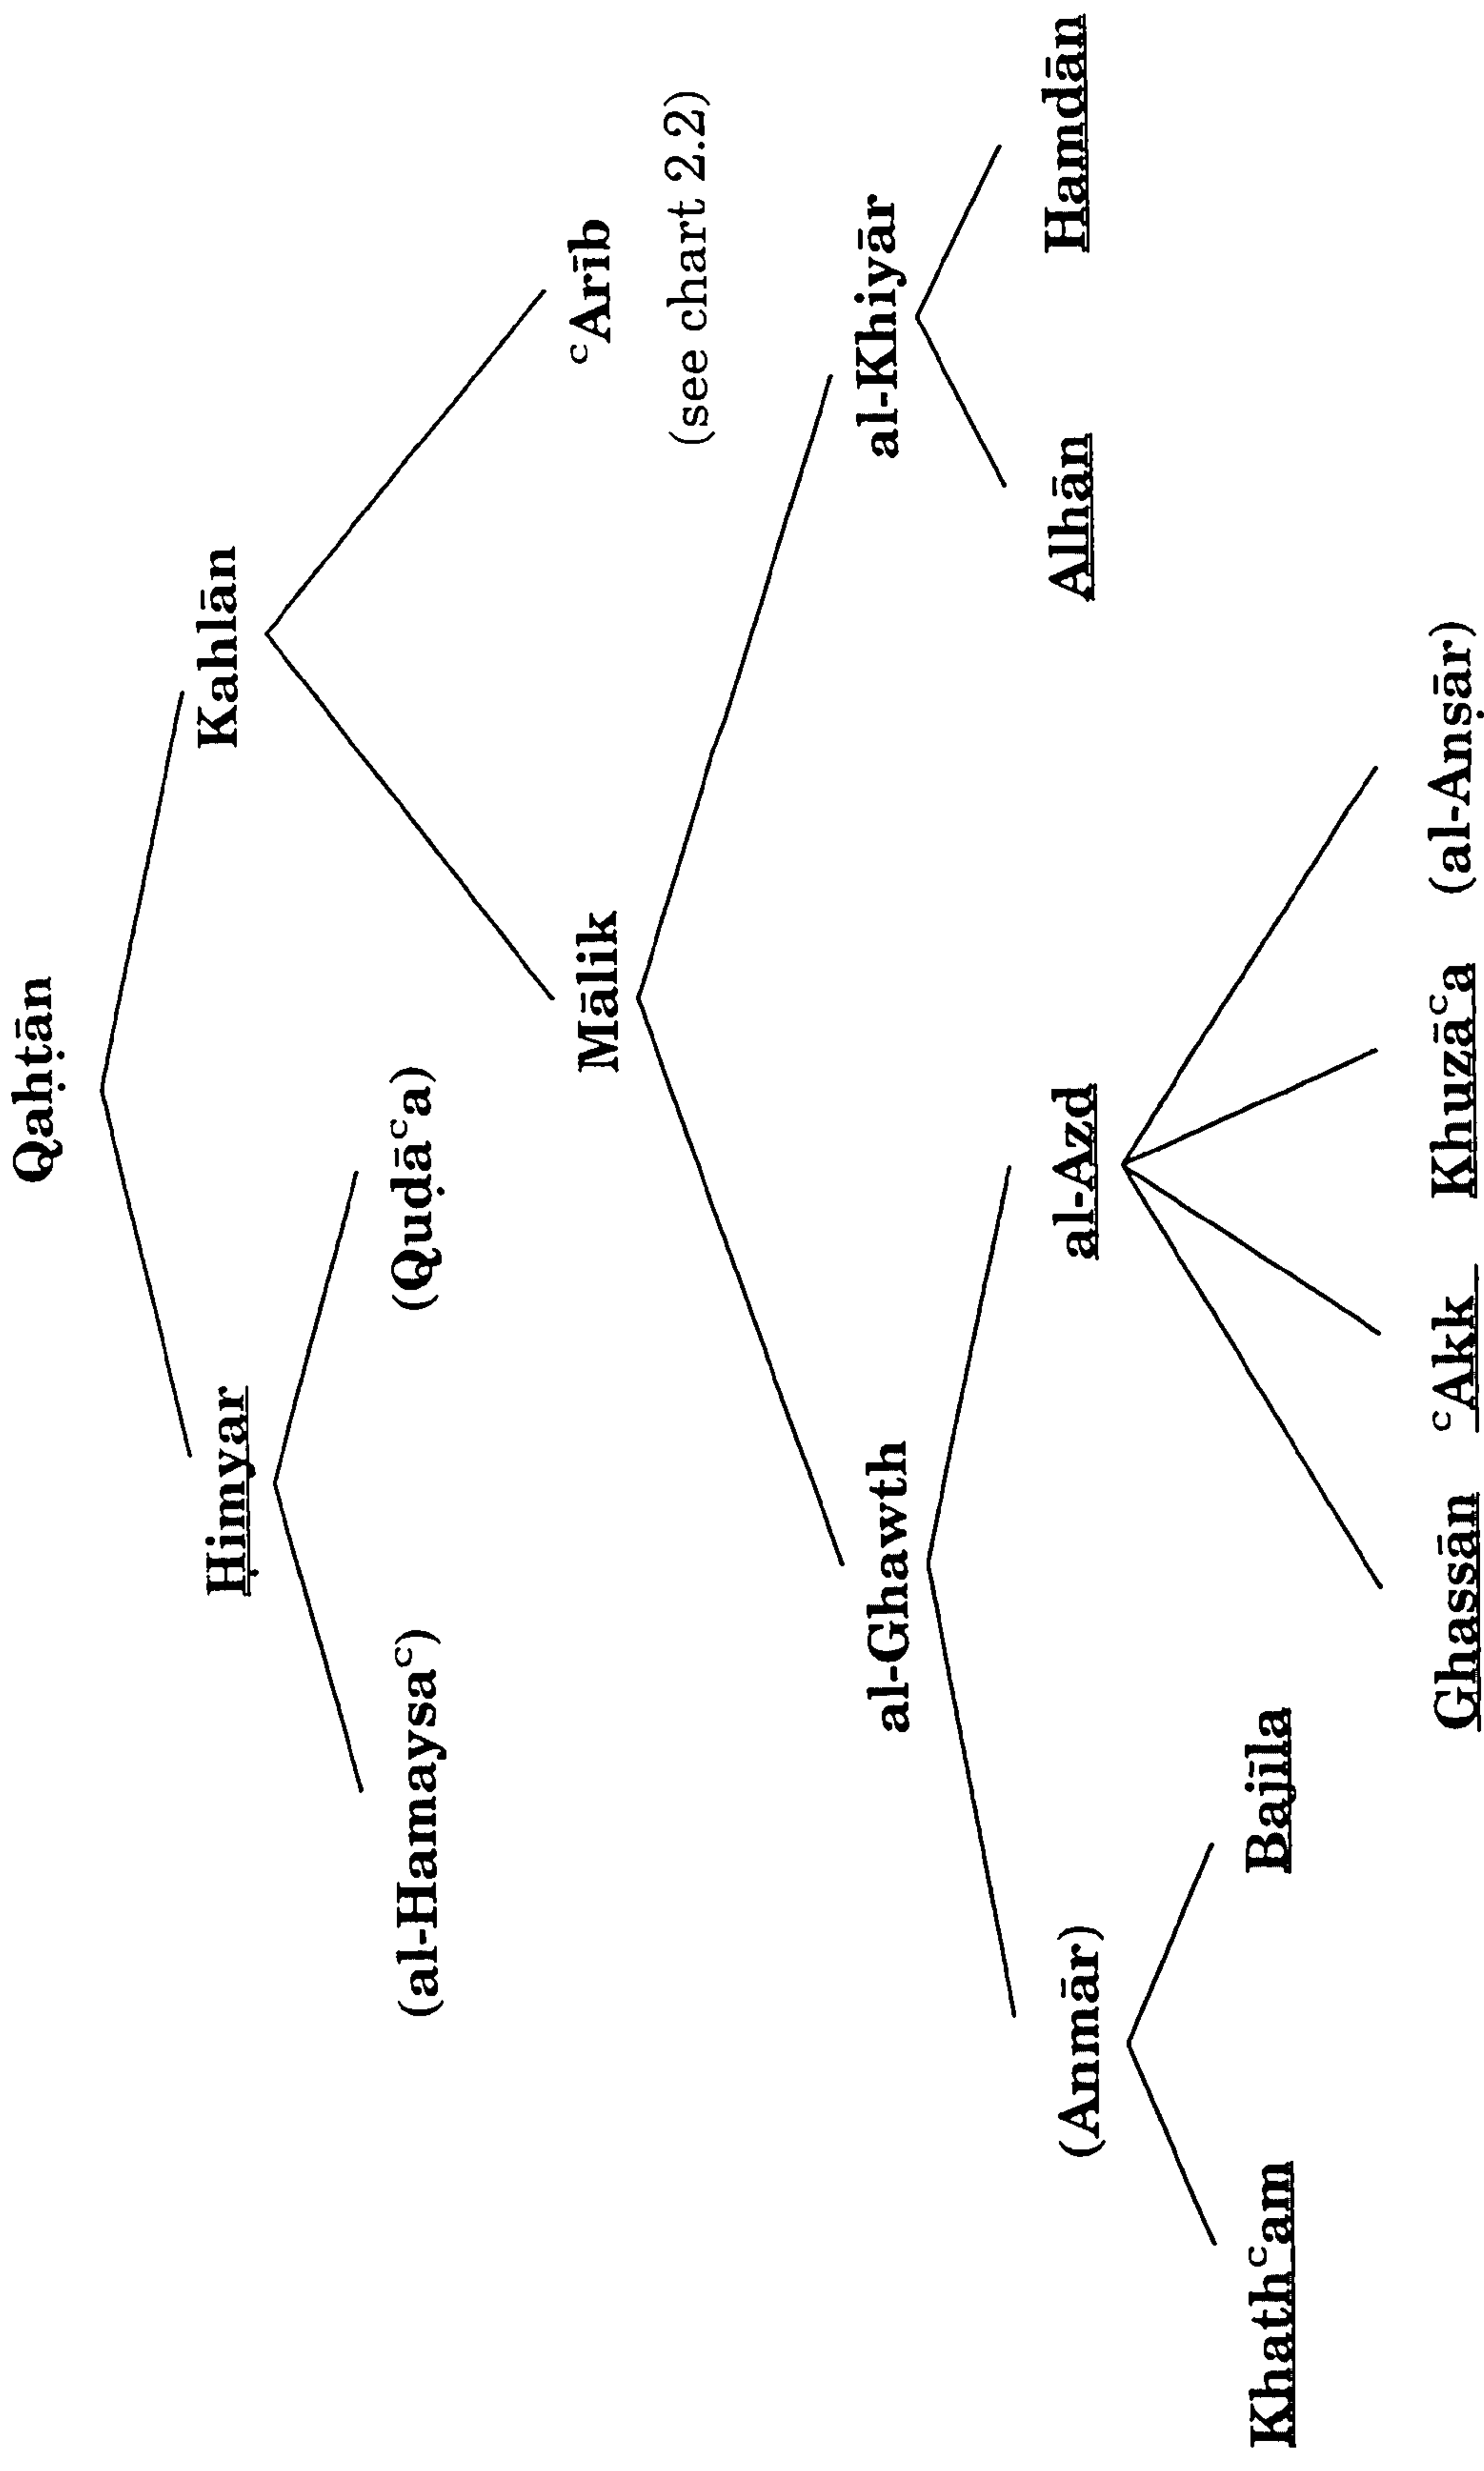 Qaḥṭān
Ḥimyar Kahlān
(al-Hamaysaᶜ) (Quḍāᶜa)
Mālik ᶜArīb
(see chart 2.2)
al-Ghawth al-Khiyār
(Anmār) al-Azd Alhān Hamdān
Khathᶜam Bajīla
Ghassān ᶜAkk Khuzāᶜa (al-Anṣār)